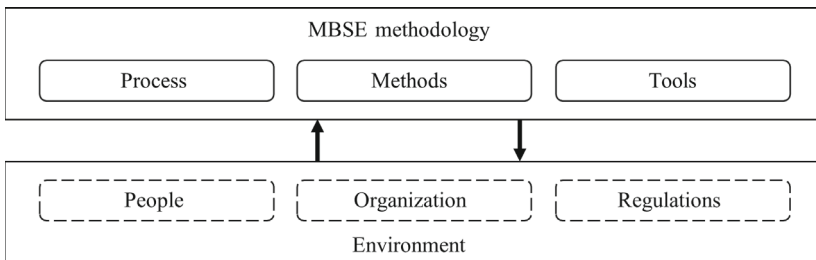 MBSE methodology
Process Methods Tools
People Organization Regulations
Environment